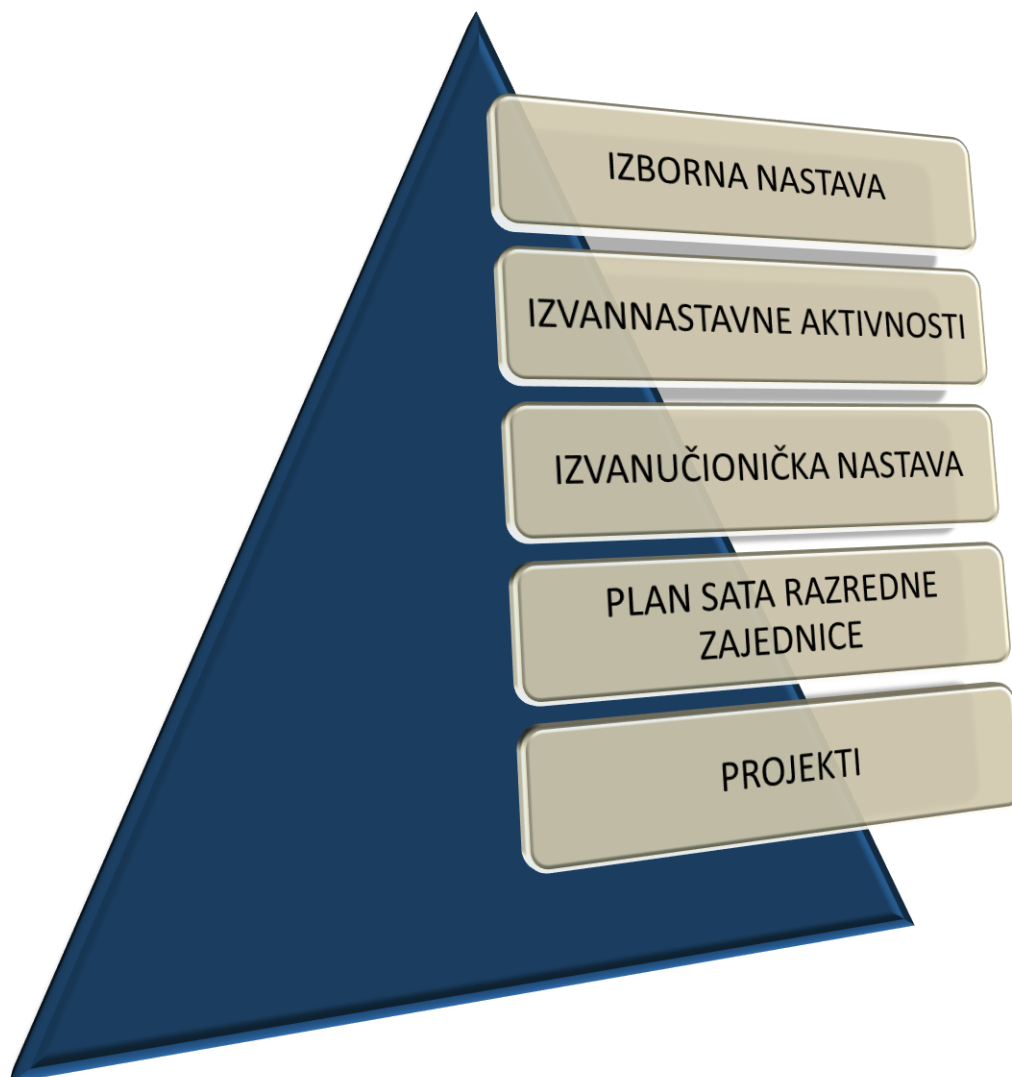 IZBORNA NASTAVA
IZVANNASTAVNE AKTIVNOSTI
IZVANUČIONIČKA NASTAVA
PLAN SATA RAZREDNE
ZAJEDNICE
PROJEKTI